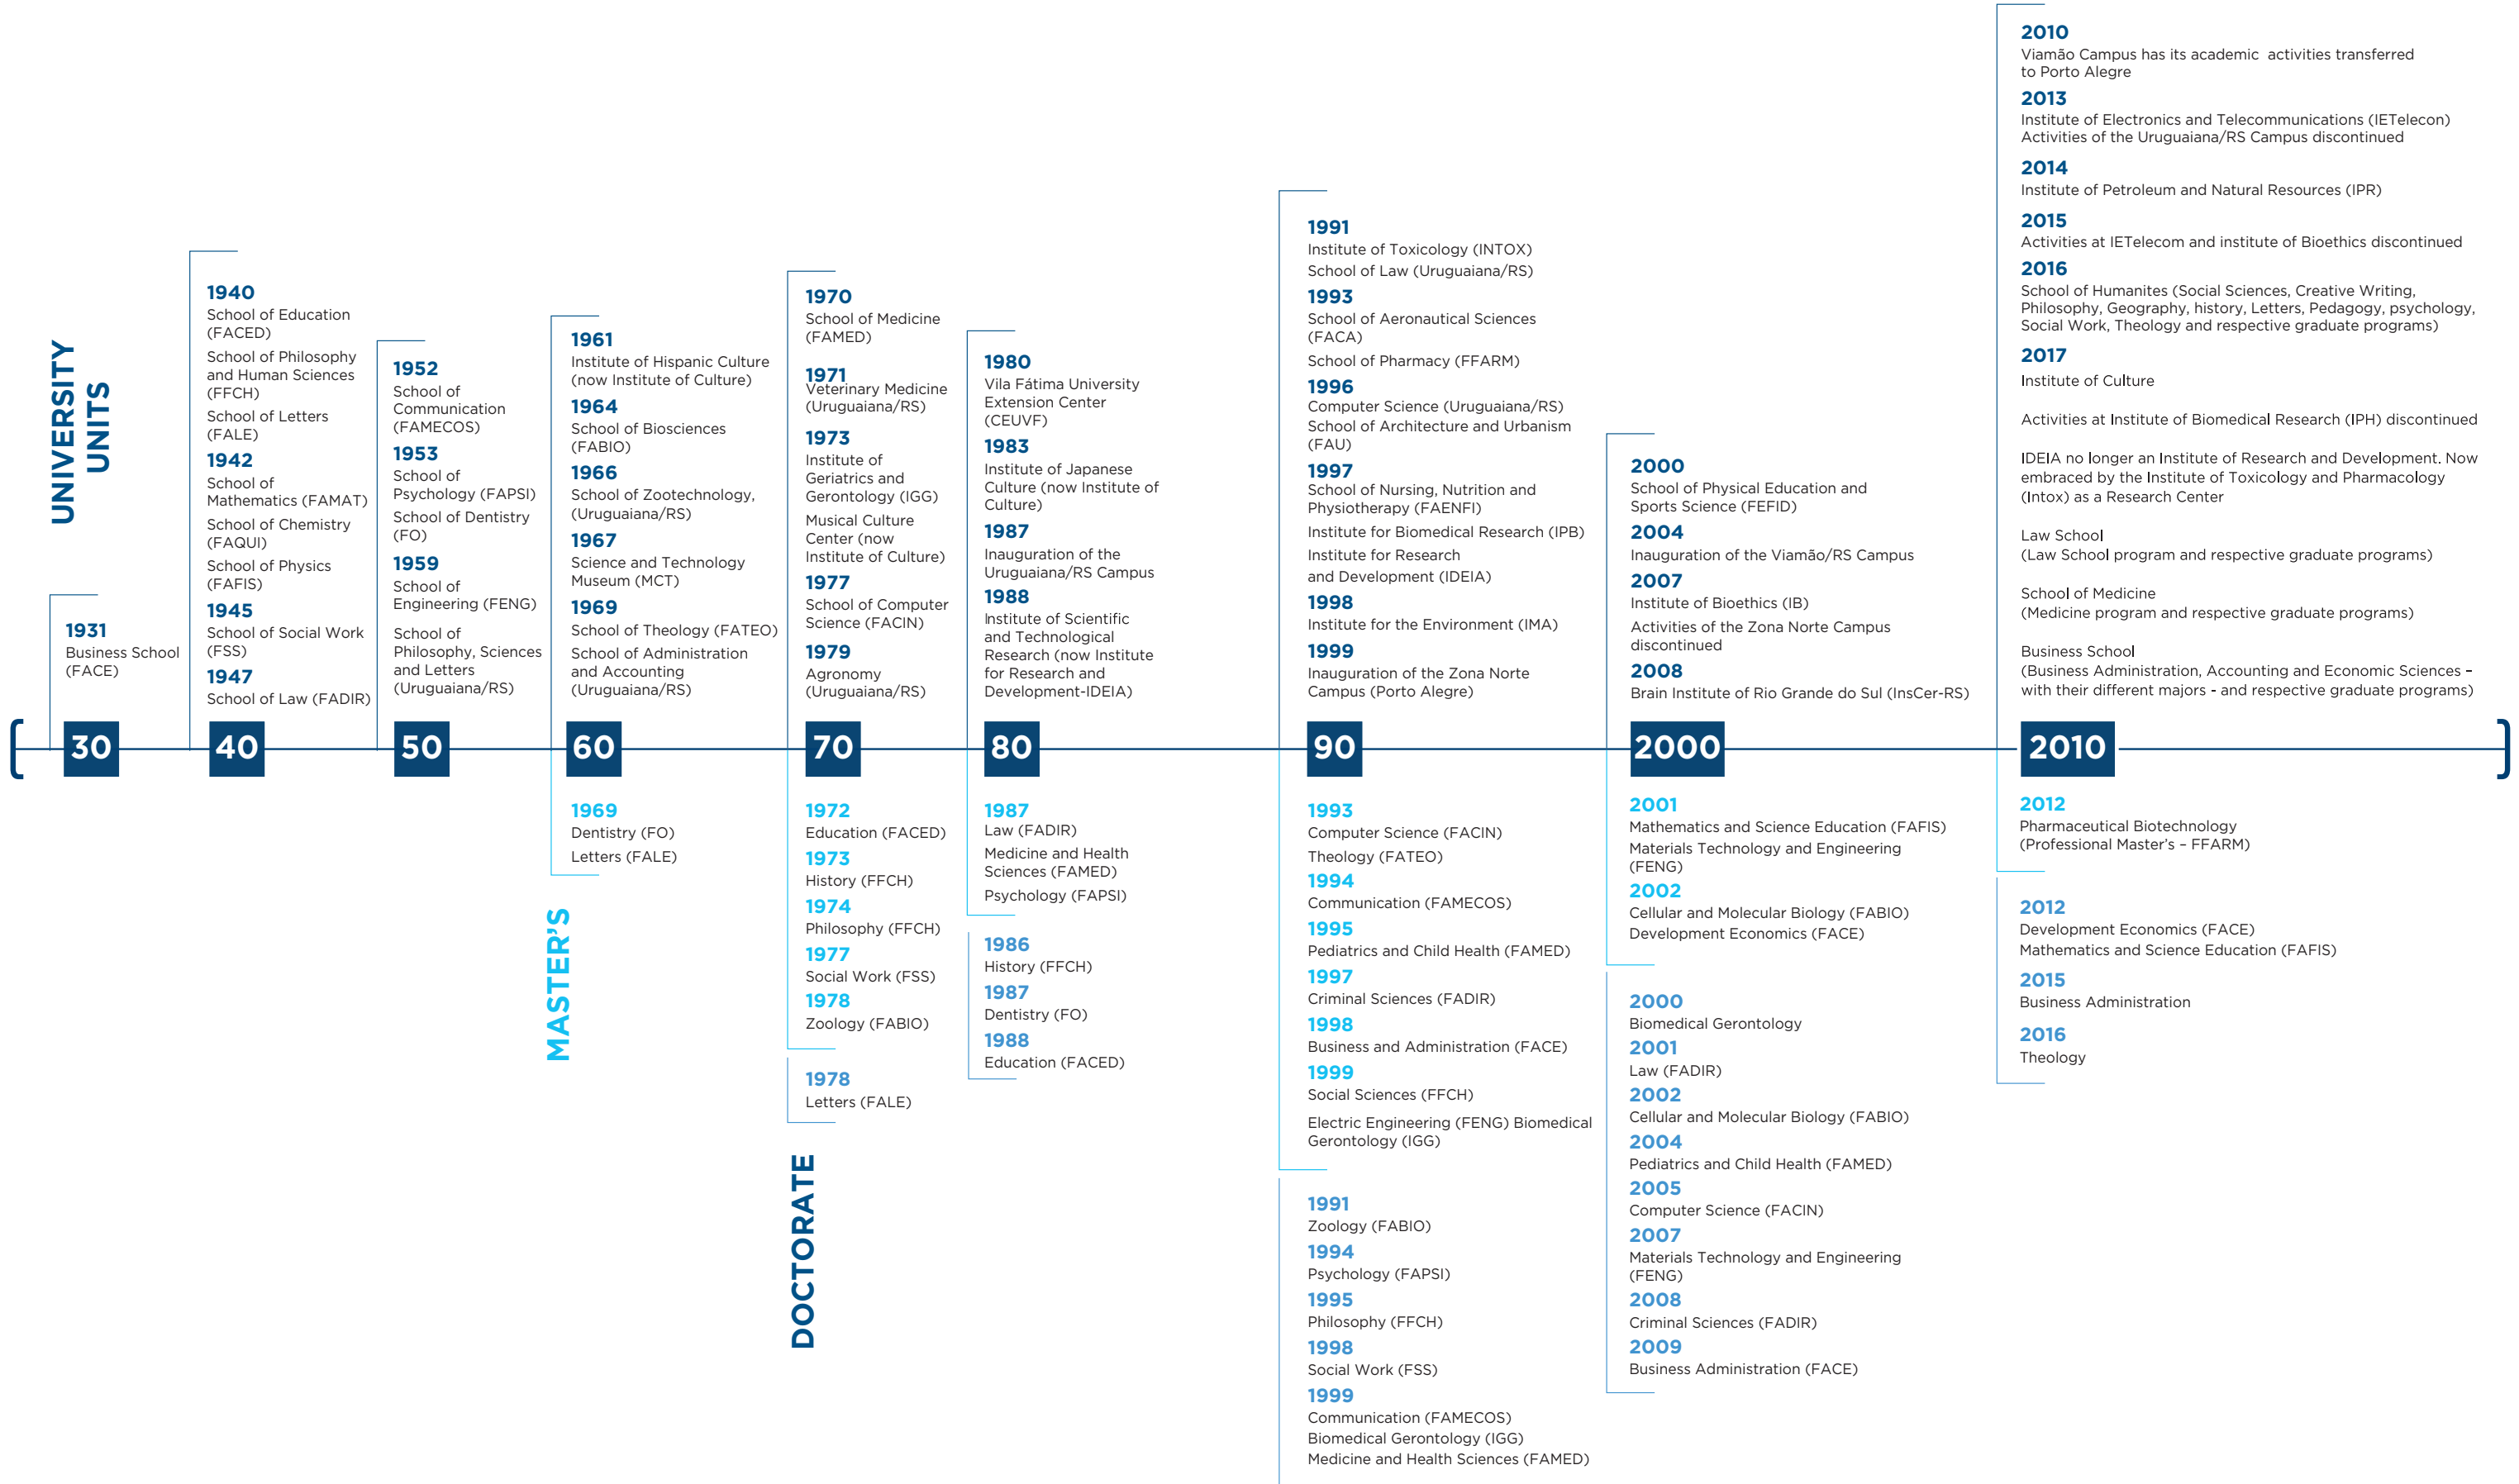 UNIVERSITY
UNITS
1931
Business School
(FACE)
1940
School of Education
(FACED)
School of Philosophy
and Human Sciences
(FFCH)
School of Letters
(FALE)
1942
School of
Mathematics (FAMAT)
School of Chemistry
(FAQUI)
School of Physics
(FAFIS)
1945
School of Social Work
(FSS)
1947
School of Law (FADIR)
1952
School of
Communication
(FAMECOS)
1953
School of
Psychology (FAPSI)
School of Dentistry
(FO)
1959
School of
Engineering (FENG)
School of
Philosophy, Sciences
and Letters
(Uruguaiana/RS)
1961
Institute of Hispanic Culture
(now Institute of Culture)
1964
School of Biosciences
(FABIO)
1966
School of Zootechnology,
(Uruguaiana/RS)
1967
Science and Technology
Museum (MCT)
1969
School of Theology (FATEO)
School of Administration
and Accounting
(Uruguaiana/RS)
1970
School of Medicine
(FAMED)
1971
Veterinary Medicine
(Uruguaiana/RS)
1973
Institute of
Geriatrics and
Gerontology (IGG)
Musical Culture
Center (now
Institute of Culture)
1977
School of Computer
Science (FACIN)
1979
Agronomy
(Uruguaiana/RS)
1980
Vila Fátima University
Extension Center
(CEUVF)
1983
Institute of Japanese
Culture (now Institute of
Culture)
1987
Inauguration of the
Uruguaiana/RS Campus
1988
Institute of Scientific
and Technological
Research (now Institute
for Research and
Development-IDEIA)
1991
Institute of Toxicology (INTOX)
School of Law (Uruguaiana/RS)
1993
School of Aeronautical Sciences
(FACA)
School of Pharmacy (FFARM)
1996
Computer Science (Uruguaiana/RS)
School of Architecture and Urbanism
(FAU)
1997
School of Nursing, Nutrition and
Physiotherapy (FAENFI)
Institute for Biomedical Research (IPB)
Institute for Research
and Development (IDEIA)
1998
Institute for the Environment (IMA)
1999
Inauguration of the Zona Norte
Campus (Porto Alegre)
2000
School of Physical Education and
Sports Science (FEFID)
2004
Inauguration of the Viamão/RS Campus
2007
Institute of Bioethics (IB)
Activities of the Zona Norte Campus
discontinued
2008
Brain Institute of Rio Grande do Sul (InsCer-RS)
2010
Viamão Campus has its academic activities transferred
to Porto Alegre
2013
Institute of Electronics and Telecommunications (IETelecon)
Activities of the Uruguaiana/RS Campus discontinued
2014
Institute of Petroleum and Natural Resources (IPR)
2015
Activities at IETelecom and institute of Bioethics discontinued
2016
School of Humanites (Social Sciences, Creative Writing,
Philosophy, Geography, history, Letters, Pedagogy, psychology,
Social Work, Theology and respective graduate programs)
2017
Institute of Culture
Activities at Institute of Biomedical Research (IPH) discontinued
IDEIA no longer an Institute of Research and Development. Now
embraced by the Institute of Toxicology and Pharmacology
(Intox) as a Research Center
Law School
(Law School program and respective graduate programs)
School of Medicine
(Medicine program and respective graduate programs)
Business School
(Business Administration, Accounting and Economic Sciences -
with their different majors - and respective graduate programs)
30
40
50
60
70
80
90
2000
2010
MASTER'S
1969
Dentistry (FO)
Letters (FALE)
1972
Education (FACED)
1973
History (FFCH)
1974
Philosophy (FFCH)
1977
Social Work (FSS)
1978
Zoology (FABIO)
1987
Law (FADIR)
Medicine and Health
Sciences (FAMED)
Psychology (FAPSI)
1993
Computer Science (FACIN)
Theology (FATEO)
1994
Communication (FAMECOS)
1995
Pediatrics and Child Health (FAMED)
1997
Criminal Sciences (FADIR)
1998
Business and Administration (FACE)
1999
Social Sciences (FFCH)
Electric Engineering (FENG) Biomedical
Gerontology (IGG)
2001
Mathematics and Science Education (FAFIS)
Materials Technology and Engineering
(FENG)
2002
Cellular and Molecular Biology (FABIO)
Development Economics (FACE)
2012
Pharmaceutical Biotechnology
(Professional Master's – FFARM)
DOCTORATE
1978
Letters (FALE)
1986
History (FFCH)
1987
Dentistry (FO)
1988
Education (FACED)
1991
Zoology (FABIO)
1994
Psychology (FAPSI)
1995
Philosophy (FFCH)
1998
Social Work (FSS)
1999
Communication (FAMECOS)
Biomedical Gerontology (IGG)
Medicine and Health Sciences (FAMED)
2000
Biomedical Gerontology
2001
Law (FADIR)
2002
Cellular and Molecular Biology (FABIO)
2004
Pediatrics and Child Health (FAMED)
2005
Computer Science (FACIN)
2007
Materials Technology and Engineering
(FENG)
2008
Criminal Sciences (FADIR)
2009
Business Administration (FACE)
2012
Development Economics (FACE)
Mathematics and Science Education (FAFIS)
2015
Business Administration
2016
Theology